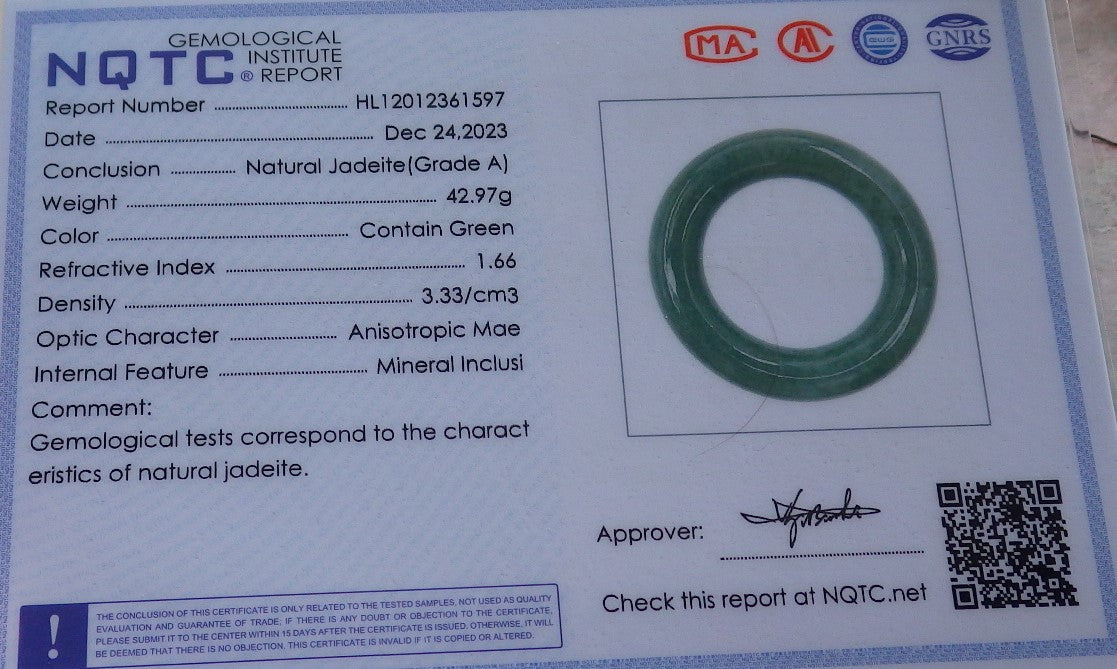 GEMOLOGICAL
NQTC® INSTITUTE
REPORT
Report Number ........ HL12012361597
Date ........ Dec 24,2023
Conclusion ........ Natural Jadeite(Grade A)
Weight ........ 42.97g
Color ........ Contain Green
Refractive Index ........ 1.66
Density ........ 3.33/cm3
Optic Character ........ Anisotropic Mae
Internal Feature ........ Mineral Inclusi
Comment:
Gemological tests correspond to the charact
eristics of natural jadeite.
! THE CONCLUSION OF THIS CERTIFICATE IS ONLY RELATED TO THE TESTED SAMPLES, NOT USED AS QUALITY
EVALUATION AND GUARANTEE OF TRADE; IF THERE IS ANY DOUBT OR OBJECTION TO THE CERTIFICATE,
PLEASE SUBMIT IT TO THE CENTER WITHIN 15 DAYS AFTER THE CERTIFICATE IS ISSUED. OTHERWISE, IT WILL
BE DEEMED THAT THERE IS NO OBJECTION. THIS CERTIFICATE IS INVALID IF IT IS COPIED OR ALTERED.
MA AL GWG GNRS
Approver:
Check this report at NQTC.net